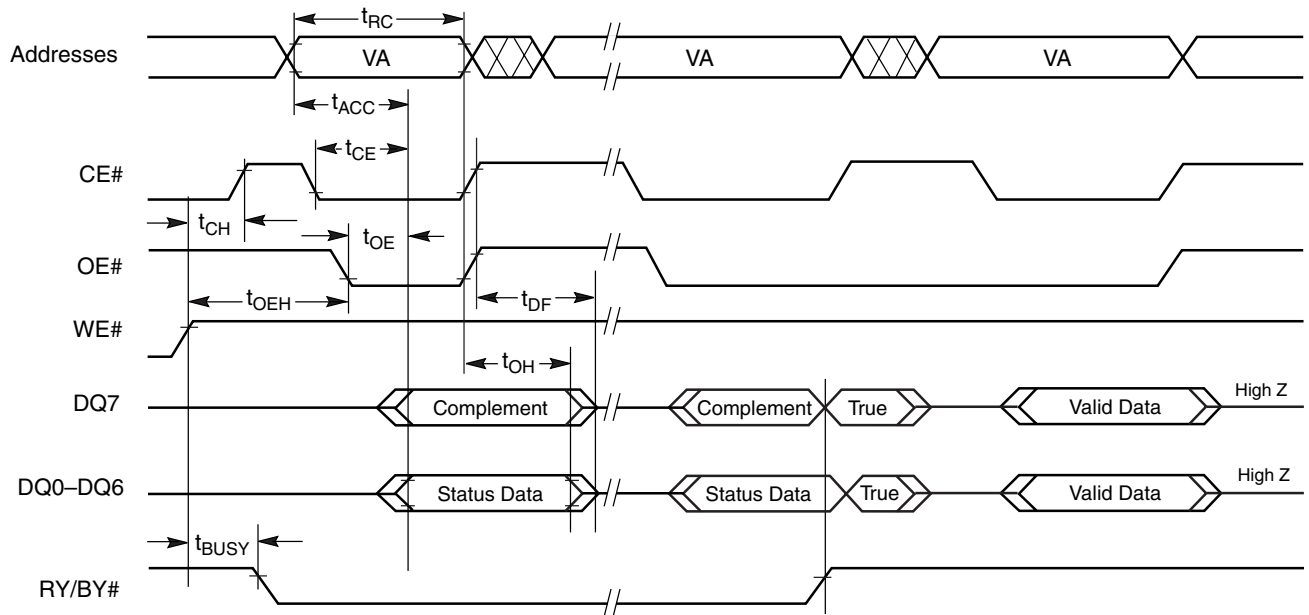 tRC
Addresses VA VA VA
tACC
tCE
CE#
tCH
tOE
OE#
tOEH
tDF
WE#
tOH
DQ7 Complement Complement True Valid Data High Z
DQ0–DQ6 Status Data Status Data True Valid Data High Z
tBUSY
RY/BY#